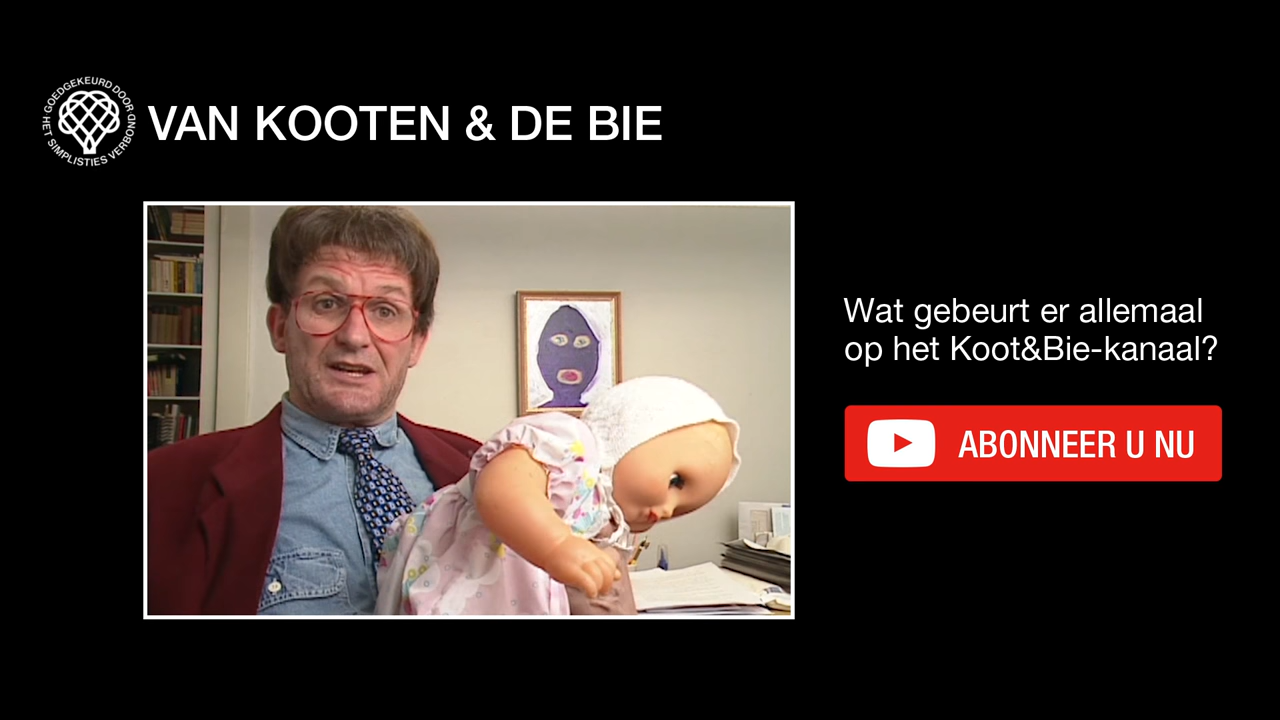 GOEDGEKEURD DOOR
HET SIMPLISTIES VERBOND
VAN KOOTEN & DE BIE
Wat gebeurt er allemaal
op het Koot&Bie-kanaal?
ABONNEER U NU